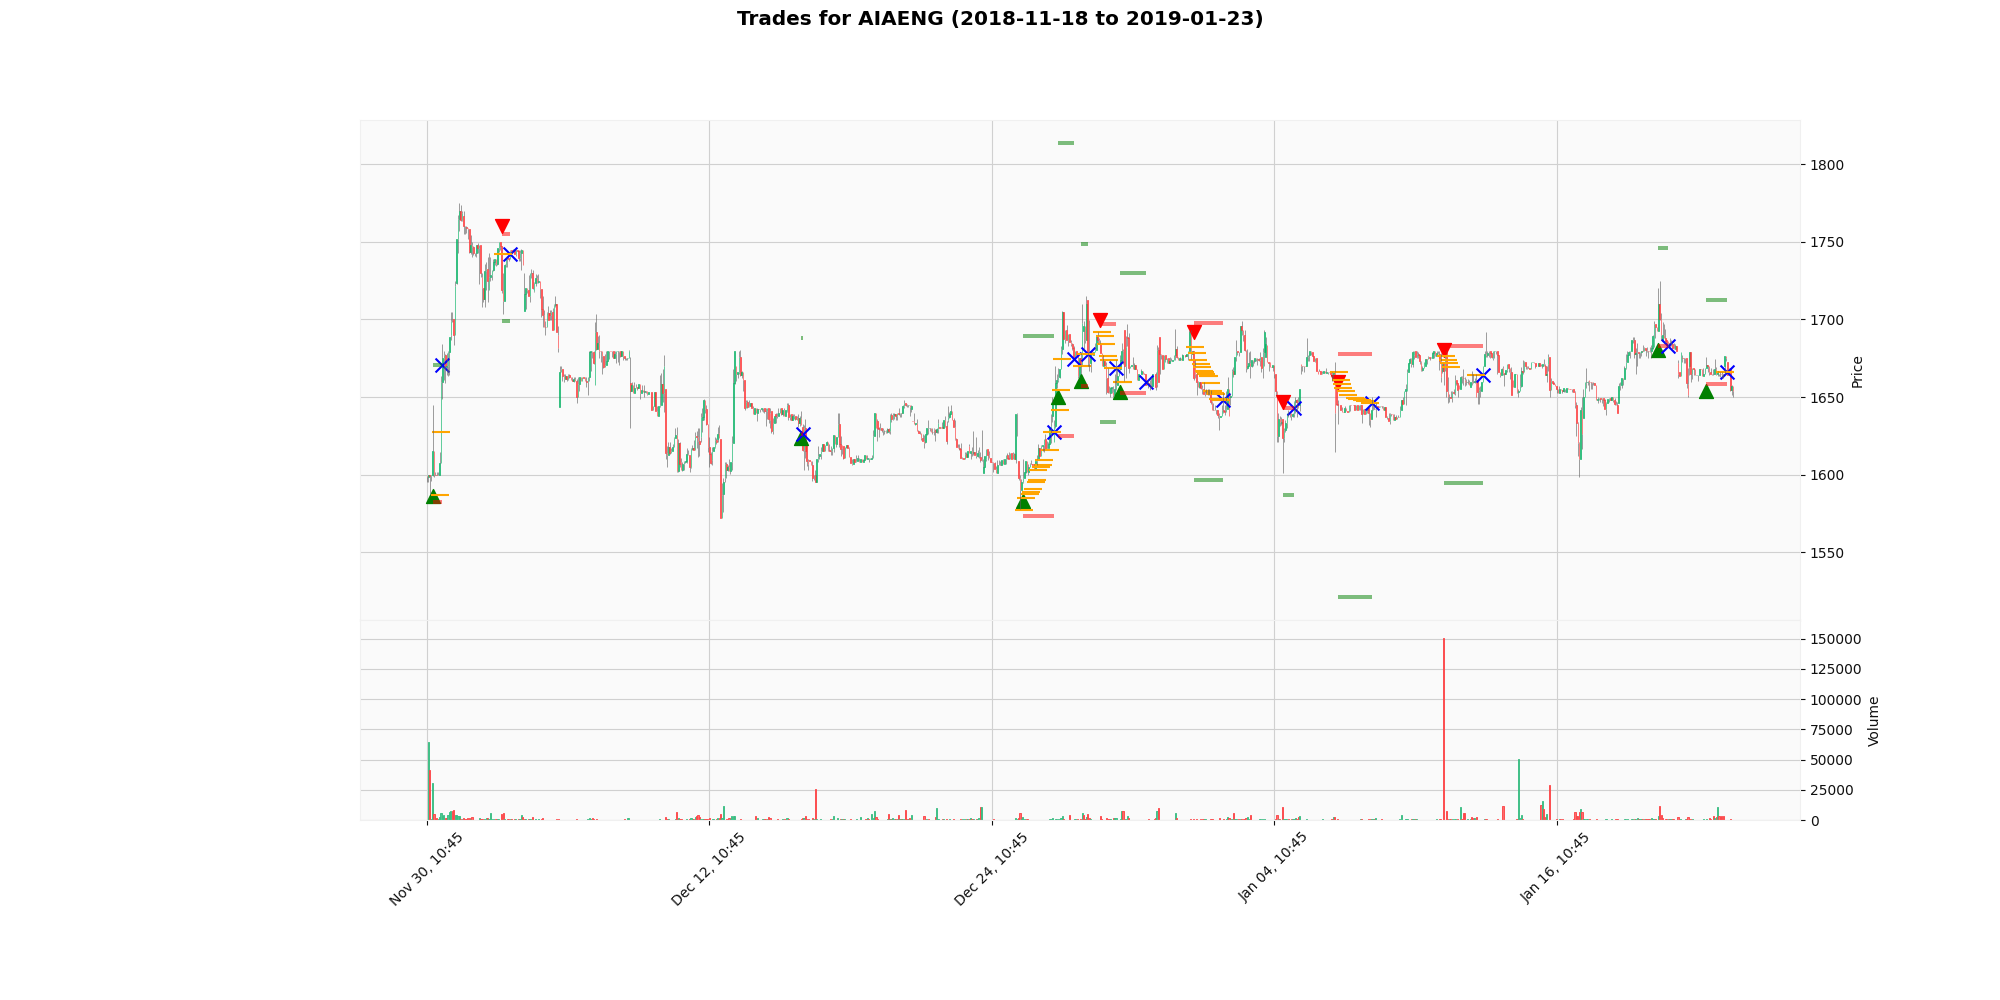 Trades for AIAENG (2018-11-18 to 2019-01-23)
1800
1750
1700
1650
1600
1550
Price
150000
125000
100000
75000
50000
25000
0
Volume
Nov 30, 10:45
Dec 12, 10:45
Dec 24, 10:45
Jan 04, 10:45
Jan 16, 10:45